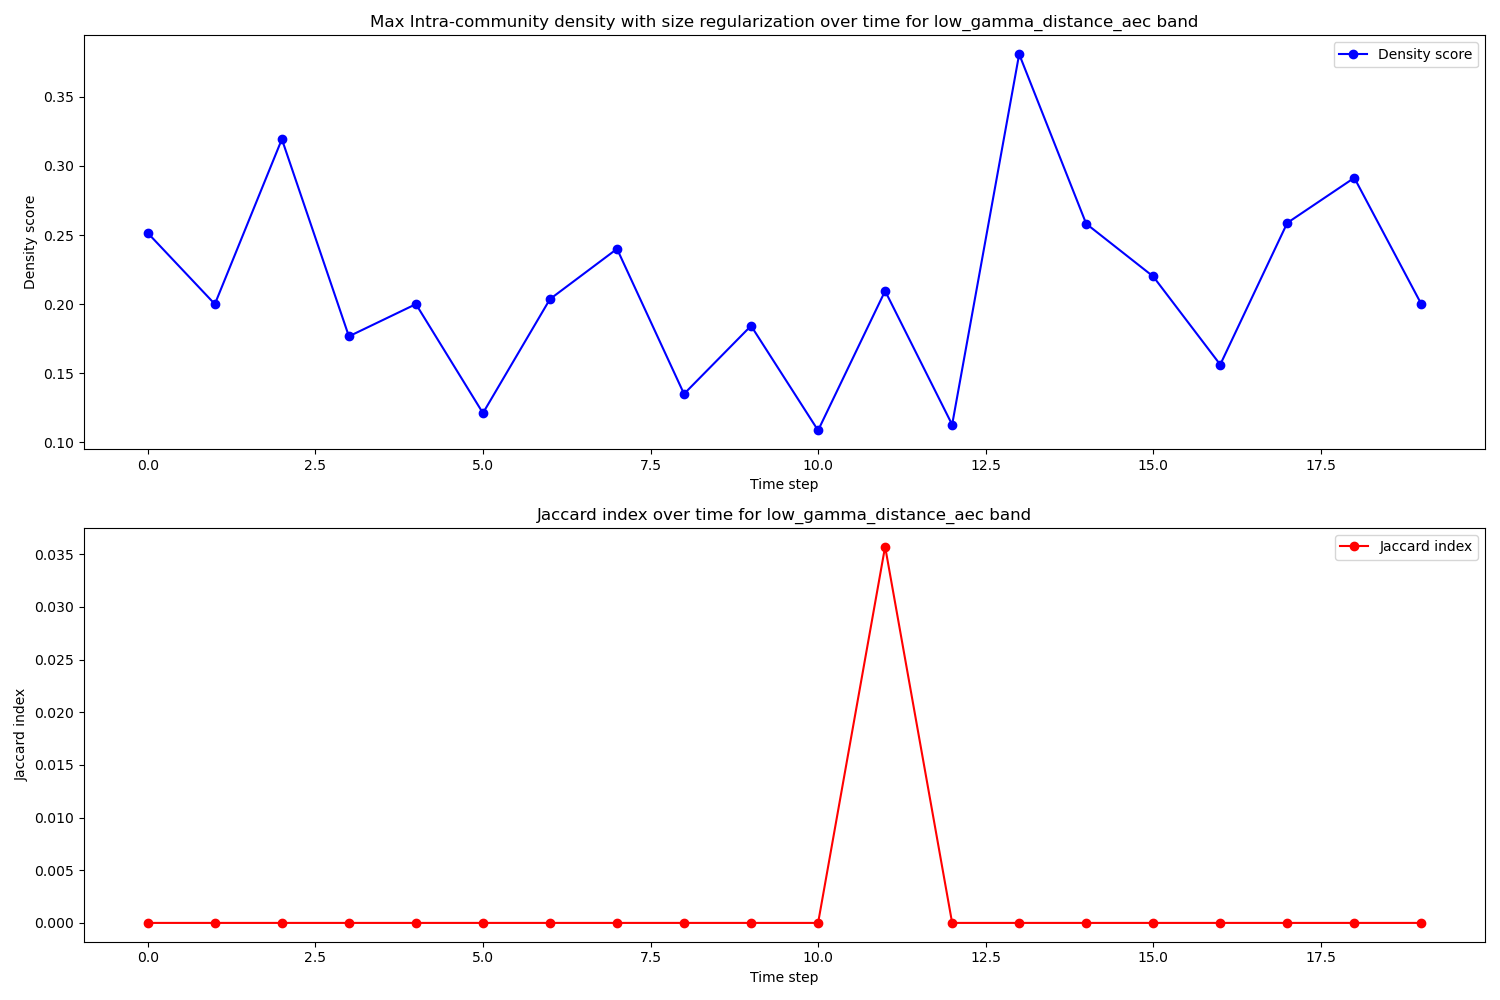 Max Intra-community density with size regularization over time for low_gamma_distance_aec band
Density score
Density score
0.35
0.30
0.25
0.20
0.15
0.10
0.0 2.5 5.0 7.5 10.0 12.5 15.0 17.5
Time step
Jaccard index over time for low_gamma_distance_aec band
Jaccard index
Jaccard index
0.035
0.030
0.025
0.020
0.015
0.010
0.005
0.000
0.0 2.5 5.0 7.5 10.0 12.5 15.0 17.5
Time step